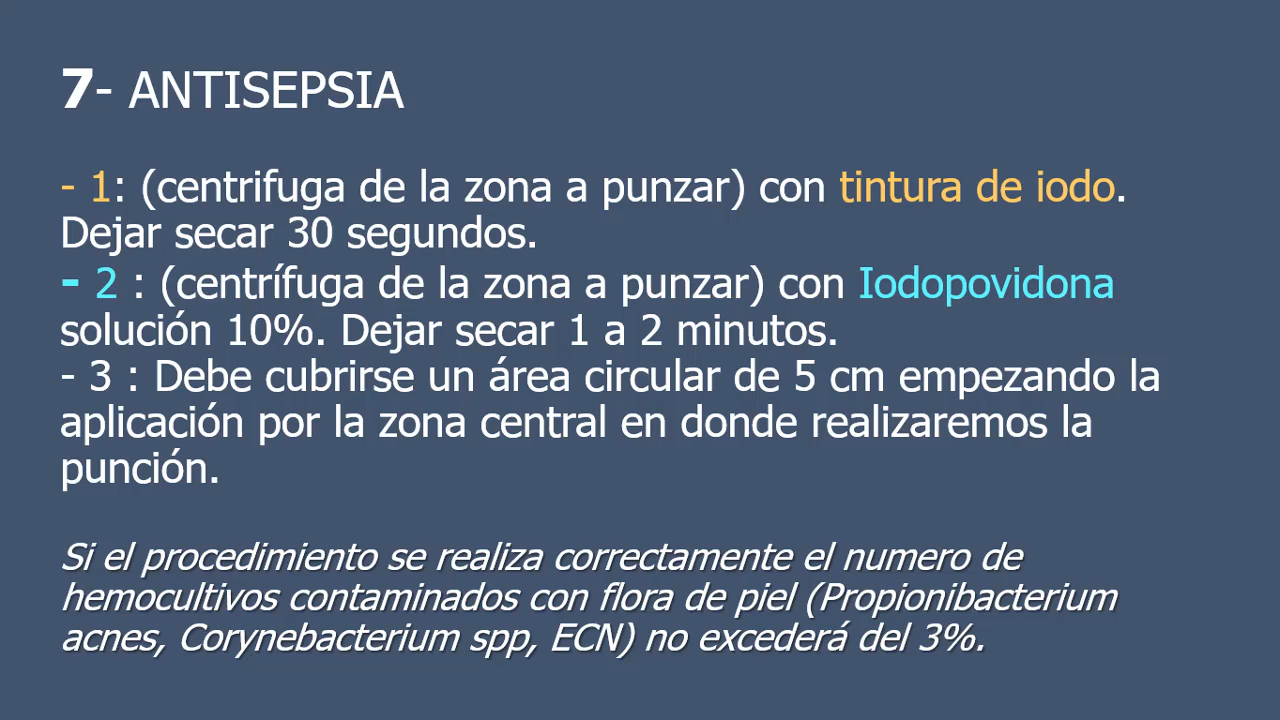 7- ANTISEPSIA
- 1: (centrifuga de la zona a punzar) con tintura de iodo.
Dejar secar 30 segundos.
- 2 : (centrífuga de la zona a punzar) con Iodopovidona
solución 10%. Dejar secar 1 a 2 minutos.
- 3 : Debe cubrirse un área circular de 5 cm empezando la
aplicación por la zona central en donde realizaremos la
punción.
Si el procedimiento se realiza correctamente el numero de
hemocultivos contaminados con flora de piel (Propionibacterium
acnes, Corynebacterium spp, ECN) no excederá del 3%.